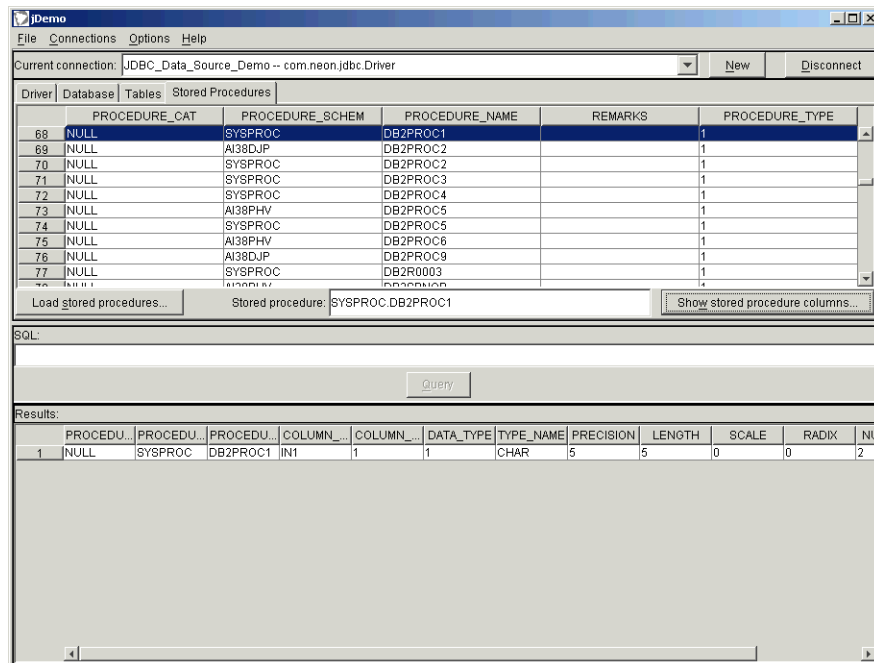 jDemo
File Connections Options Help
Current connection: JDBC_Data_Source_Demo -- com.neon.jdbc.Driver New Disconnect
Driver Database Tables Stored Procedures
PROCEDURE_CAT PROCEDURE_SCHEM PROCEDURE_NAME REMARKS PROCEDURE_TYPE
68 NULL SYSPROC DB2PROC1 1
69 NULL AI38DJP DB2PROC2 1
70 NULL SYSPROC DB2PROC2 1
71 NULL SYSPROC DB2PROC3 1
72 NULL SYSPROC DB2PROC4 1
73 NULL AI38PHV DB2PROC5 1
74 NULL SYSPROC DB2PROC5 1
75 NULL AI38PHV DB2PROC6 1
76 NULL AI38DJP DB2PROC9 1
77 NULL SYSPROC DB2R0003 1
Load stored procedures... Stored procedure: SYSPROC.DB2PROC1 Show stored procedure columns...
SQL:
Query
Results:
PROCEDU... PROCEDU... PROCEDU... COLUMN_... COLUMN_... DATA_TYPE TYPE_NAME PRECISION LENGTH SCALE RADIX NU
1 NULL SYSPROC DB2PROC1 IN1 1 1 CHAR 5 5 0 0 2